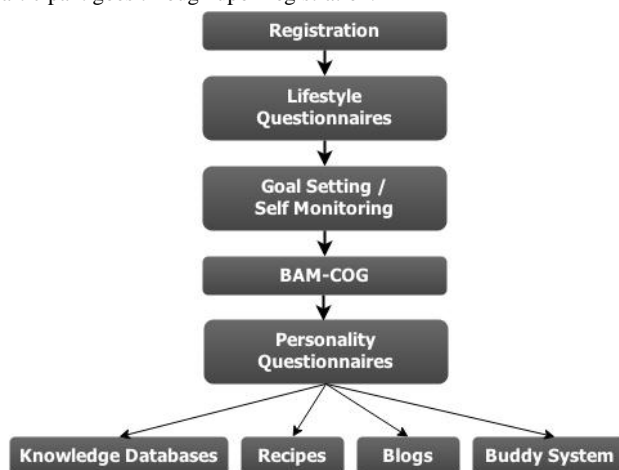 Registration
Lifestyle
Questionnaires
Goal Setting /
Self Monitoring
BAM-COG
Personality
Questionnaires
Knowledge Databases Recipes Blogs Buddy System